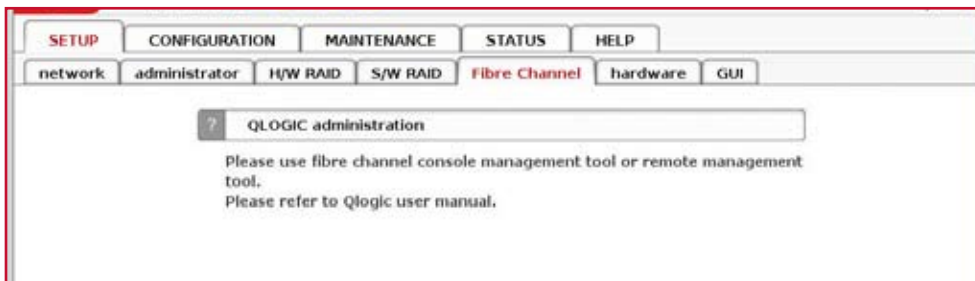 SETUP CONFIGURATION MAINTENANCE STATUS HELP
network administrator H/W RAID S/W RAID Fibre Channel hardware GUI
? QLOGIC administration
Please use fibre channel console management tool or remote management
tool.
Please refer to Qlogic user manual.